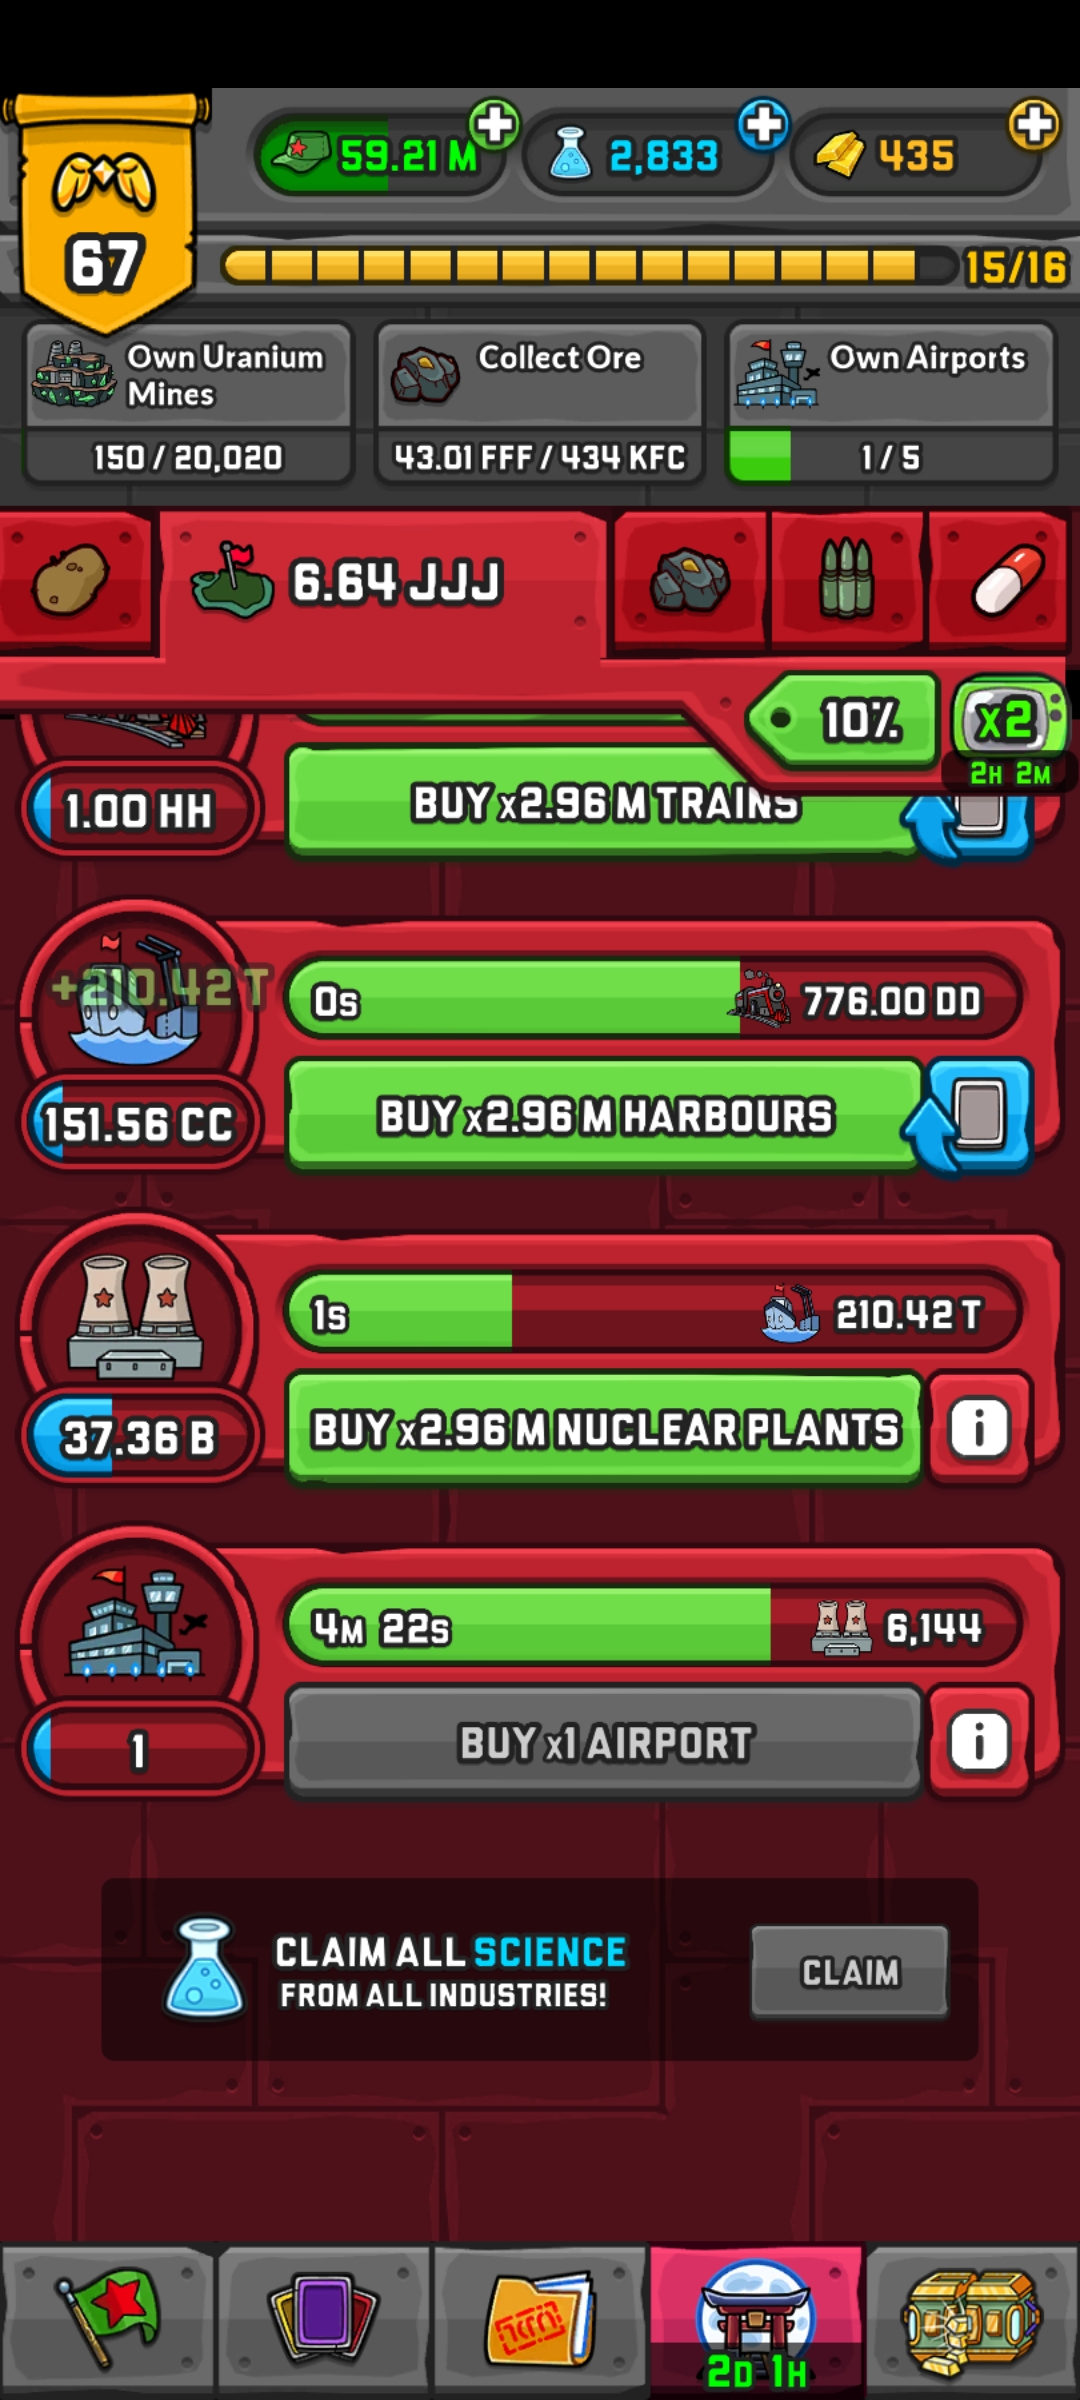 59.21 M
2,833
435
67
15/16
Own Uranium
Mines
150 / 20,020
Collect Ore
43.01 FFF / 434 KFC
Own Airports
1 / 5
6.64 JJJ
10%
x2
2H 2M
1.00 HH
BUY x2.96 M TRAINS
+210.42 T
0s
776.00 DD
151.56 CC
BUY x2.96 M HARBOURS
1s
210.42 T
37.36 B
BUY x2.96 M NUCLEAR PLANTS
i
4M 22s
6,144
1
BUY x1 AIRPORT
i
CLAIM ALL SCIENCE
FROM ALL INDUSTRIES!
CLAIM
2D 1H